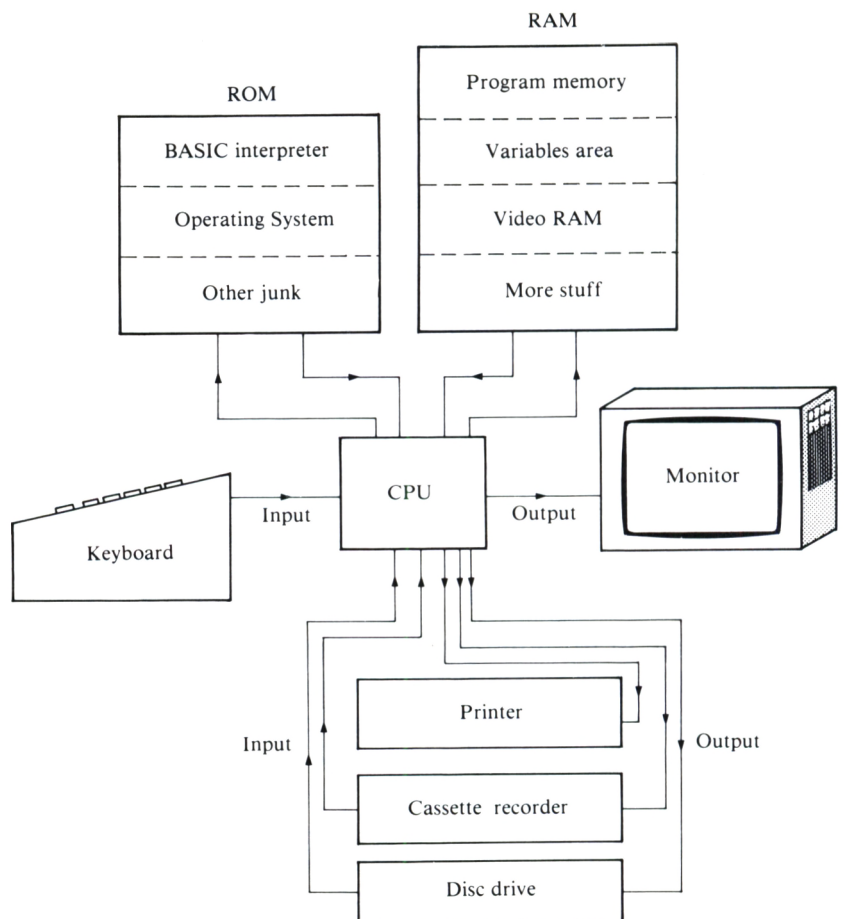 RAM
Program memory
Variables area
Video RAM
More stuff
ROM
BASIC interpreter
Operating System
Other junk
Keyboard
Input
CPU
Output
Monitor
Input
Output
Printer
Cassette recorder
Disc drive